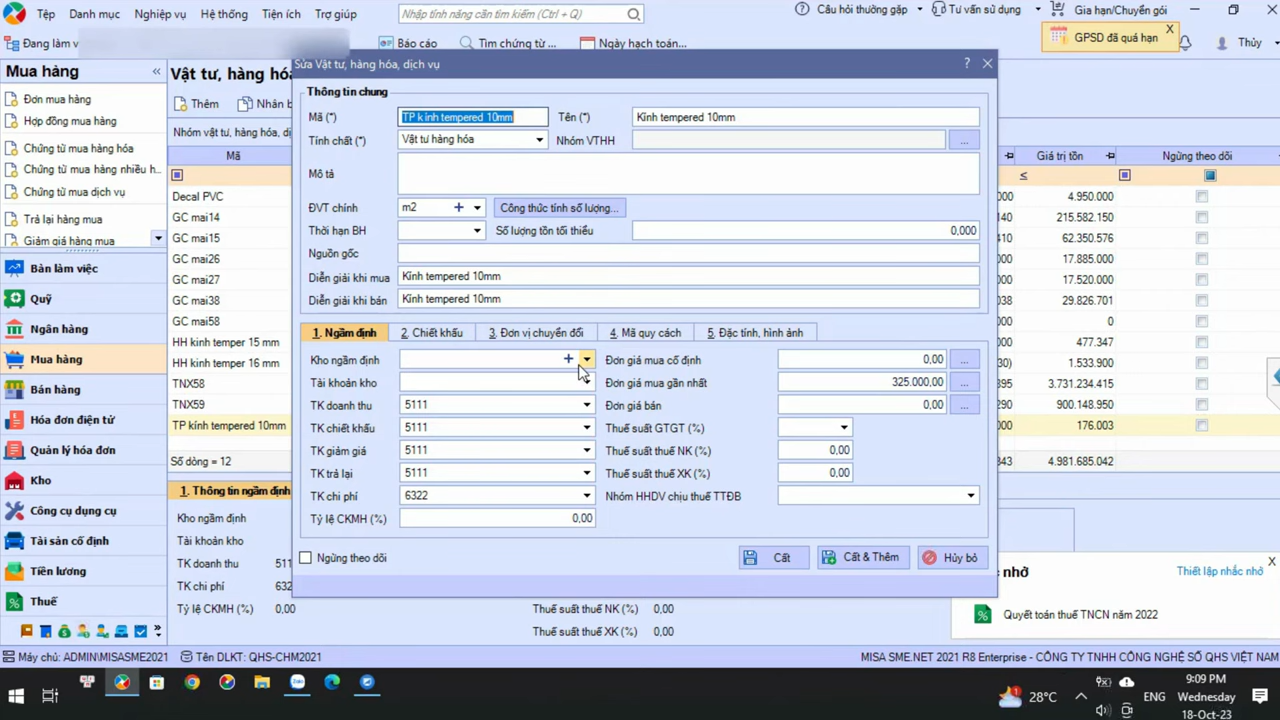 Tệp Danh mục Nghiệp vụ Hệ thống Tiện ích Trợ giúp Nhập tính năng cần tìm kiếm (Ctrl + Q) Câu hỏi thường gặp Tư vấn sử dụng Gia hạn/Chuyển gói
Đang làm v Báo cáo Tìm chứng từ ... Ngày hạch toán... GPSD đã quá hạn X Thủy
Mua hàng
Đơn mua hàng
Hợp đồng mua hàng
Chứng từ mua hàng hóa
Chứng từ mua hàng nhiều h...
Chứng từ mua dịch vụ
Trả lại hàng mua
Giảm giá hàng mua
Bàn làm việc
Quỹ
Ngân hàng
Mua hàng
Bán hàng
Hóa đơn điện tử
Quản lý hóa đơn
Kho
Công cụ dụng cụ
Tài sản cố định
Tiền lương
Thuế
Vật tư, hàng hóa
Thêm Nhân b
Nhóm vật tư, hàng hóa, dị
Mã Giá trị tồn Ngừng theo dõi
≤
Decal PVC 000 4.950.000
GC mai14 140 215.582.150
GC mai15 240 62.350.576
GC mai26 000 17.885.000
GC mai27 000 17.520.000
GC mai38 240 29.826.701
GC mai58 000 0
HH kính temper 15 mm 347 477.347
HH kính temper 16mm (30) (1.533.900)
TNX58 395 3.731.234.415
TNX59 290 900.148.950
TP kính tempered 10mm 000 176.003
Số dòng = 12 343 4.981.685.042
Sửa Vật tư, hàng hóa, dịch vụ ?
Thông tin chung
Mã (*) TP kính tempered 10mm Tên (*) Kính tempered 10mm
Tính chất (*) Vật tư hàng hóa Nhóm VTHH ...
Mô tả
ĐVT chính m2 + Công thức tính số lượng...
Thời hạn BH Số lượng tồn tối thiểu 0,000
Nguồn gốc
Diễn giải khi mua Kính tempered 10mm
Diễn giải khi bán Kính tempered 10mm
1. Ngầm định 2. Chiết khấu 3. Đơn vị chuyển đổi 4. Mã quy cách 5. Đặc tính, hình ảnh
Kho ngầm định + Đơn giá mua cố định 0,00 ...
Tài khoản kho Đơn giá mua gần nhất 325.000,00 ...
TK doanh thu 5111 Đơn giá bán 0,00 ...
TK chiết khấu 5111 Thuế suất GTGT (%)
TK giảm giá 5111 Thuế suất thuế NK (%) 0,00
TK trả lại 5111 Thuế suất thuế XK (%) 0,00
TK chi phí 6322 Nhóm HHDV chịu thuế TTĐB
Tỷ lệ CKMH (%) 0,00
Ngừng theo dõi Cất Cất & Thêm Hủy bỏ
1. Thông tin ngầm định
Kho ngầm định
Tài khoản kho
TK doanh thu 511
TK chi phí 632
Tỷ lệ CKMH (%) 0,00 Thuế suất thuế NK (%) 0,00
Thuế suất thuế XK (%) 0,00
c nhở X
Thiết lập nhắc nhở
Quyết toán thuế TNCN năm 2022
Máy chủ: ADMIN\MISASME2021 Tên DLKT: QHS-CHM2021 MISA SME.NET 2021 R8 Enterprise - CÔNG TY TNHH CÔNG NGHỆ SỐ QHS VIỆT NAM
28°C ENG 9:09 PM
Wednesday
18-Oct-23